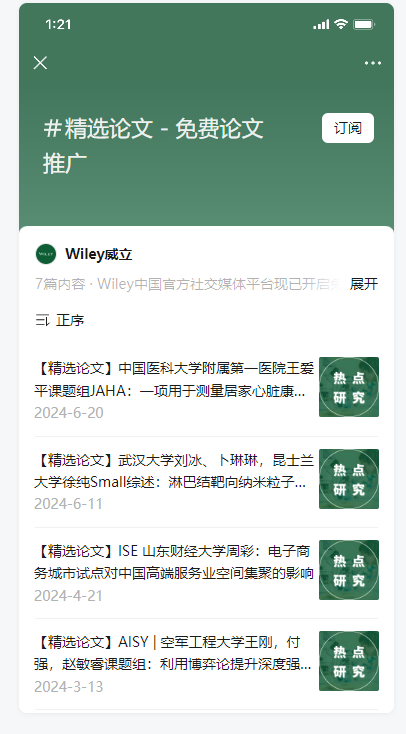 1:21
#精选论文 - 免费论文
推广
订阅
WILEY
Wiley威立
7篇内容 · Wiley中国官方社交媒体平台现已开启 展开
正序
【精选论文】中国医科大学附属第一医院王爱
平课题组JAHA：一项用于测量居家心脏康...
2024-6-20
热点
研究
【精选论文】武汉大学刘冰、卜琳琳，昆士兰
大学徐纯Small综述：淋巴结靶向纳米粒子...
2024-6-11
热点
研究
【精选论文】ISE 山东财经大学周彩：电子商
务城市试点对中国高端服务业空间集聚的影响
2024-4-21
热点
研究
【精选论文】AISY | 空军工程大学王刚，付
强，赵敏睿课题组：利用博弈论提升深度强...
2024-3-13
热点
研究